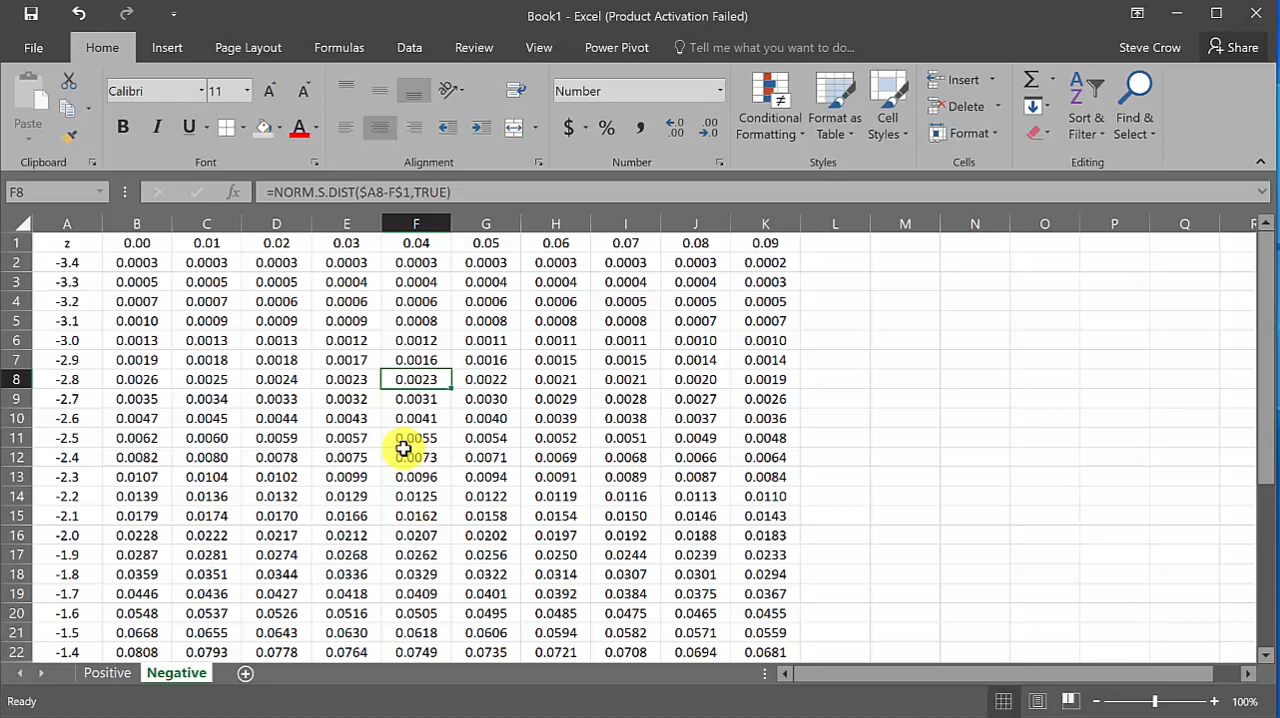 Book1 - Excel (Product Activation Failed)
File Home Insert Page Layout Formulas Data Review View Power Pivot Tell me what you want to do... Steve Crow Share
Paste
Calibri 11
B I U A
Number
$ % ,
Conditional Formatting
Format as Table
Cell Styles
Insert
Delete
Format
Sort & Filter
Find & Select
Clipboard Font Alignment Number Styles Cells Editing
F8 fx =NORM.S.DIST($A8-F$1,TRUE)
A B C D E F G H I J K L M N O P Q R
1 z 0.00 0.01 0.02 0.03 0.04 0.05 0.06 0.07 0.08 0.09
2 -3.4 0.0003 0.0003 0.0003 0.0003 0.0003 0.0003 0.0003 0.0003 0.0003 0.0002
3 -3.3 0.0005 0.0005 0.0005 0.0004 0.0004 0.0004 0.0004 0.0004 0.0004 0.0003
4 -3.2 0.0007 0.0007 0.0006 0.0006 0.0006 0.0006 0.0006 0.0005 0.0005 0.0005
5 -3.1 0.0010 0.0009 0.0009 0.0009 0.0008 0.0008 0.0008 0.0008 0.0007 0.0007
6 -3.0 0.0013 0.0013 0.0013 0.0012 0.0012 0.0011 0.0011 0.0011 0.0010 0.0010
7 -2.9 0.0019 0.0018 0.0018 0.0017 0.0016 0.0016 0.0015 0.0015 0.0014 0.0014
8 -2.8 0.0026 0.0025 0.0024 0.0023 0.0023 0.0022 0.0021 0.0021 0.0020 0.0019
9 -2.7 0.0035 0.0034 0.0033 0.0032 0.0031 0.0030 0.0029 0.0028 0.0027 0.0026
10 -2.6 0.0047 0.0045 0.0044 0.0043 0.0041 0.0040 0.0039 0.0038 0.0037 0.0036
11 -2.5 0.0062 0.0060 0.0059 0.0057 0.0055 0.0054 0.0052 0.0051 0.0049 0.0048
12 -2.4 0.0082 0.0080 0.0078 0.0075 0.0073 0.0071 0.0069 0.0068 0.0066 0.0064
13 -2.3 0.0107 0.0104 0.0102 0.0099 0.0096 0.0094 0.0091 0.0089 0.0087 0.0084
14 -2.2 0.0139 0.0136 0.0132 0.0129 0.0125 0.0122 0.0119 0.0116 0.0113 0.0110
15 -2.1 0.0179 0.0174 0.0170 0.0166 0.0162 0.0158 0.0154 0.0150 0.0146 0.0143
16 -2.0 0.0228 0.0222 0.0217 0.0212 0.0207 0.0202 0.0197 0.0192 0.0188 0.0183
17 -1.9 0.0287 0.0281 0.0274 0.0268 0.0262 0.0256 0.0250 0.0244 0.0239 0.0233
18 -1.8 0.0359 0.0351 0.0344 0.0336 0.0329 0.0322 0.0314 0.0307 0.0301 0.0294
19 -1.7 0.0446 0.0436 0.0427 0.0418 0.0409 0.0401 0.0392 0.0384 0.0375 0.0367
20 -1.6 0.0548 0.0537 0.0526 0.0516 0.0505 0.0495 0.0485 0.0475 0.0465 0.0455
21 -1.5 0.0668 0.0655 0.0643 0.0630 0.0618 0.0606 0.0594 0.0582 0.0571 0.0559
22 -1.4 0.0808 0.0793 0.0778 0.0764 0.0749 0.0735 0.0721 0.0708 0.0694 0.0681
Positive Negative
Ready 100%